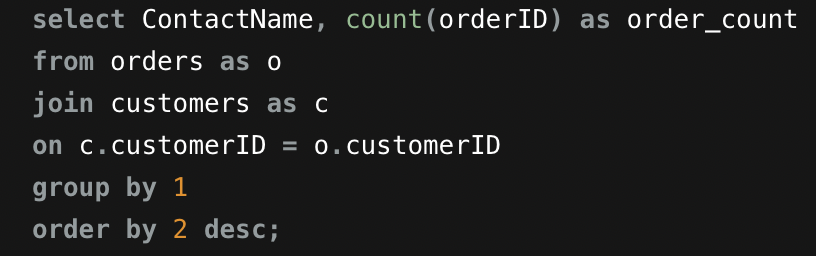 select ContactName, count(orderID) as order_count
from orders as o
join customers as c
on c.customerID = o.customerID
group by 1
order by 2 desc;